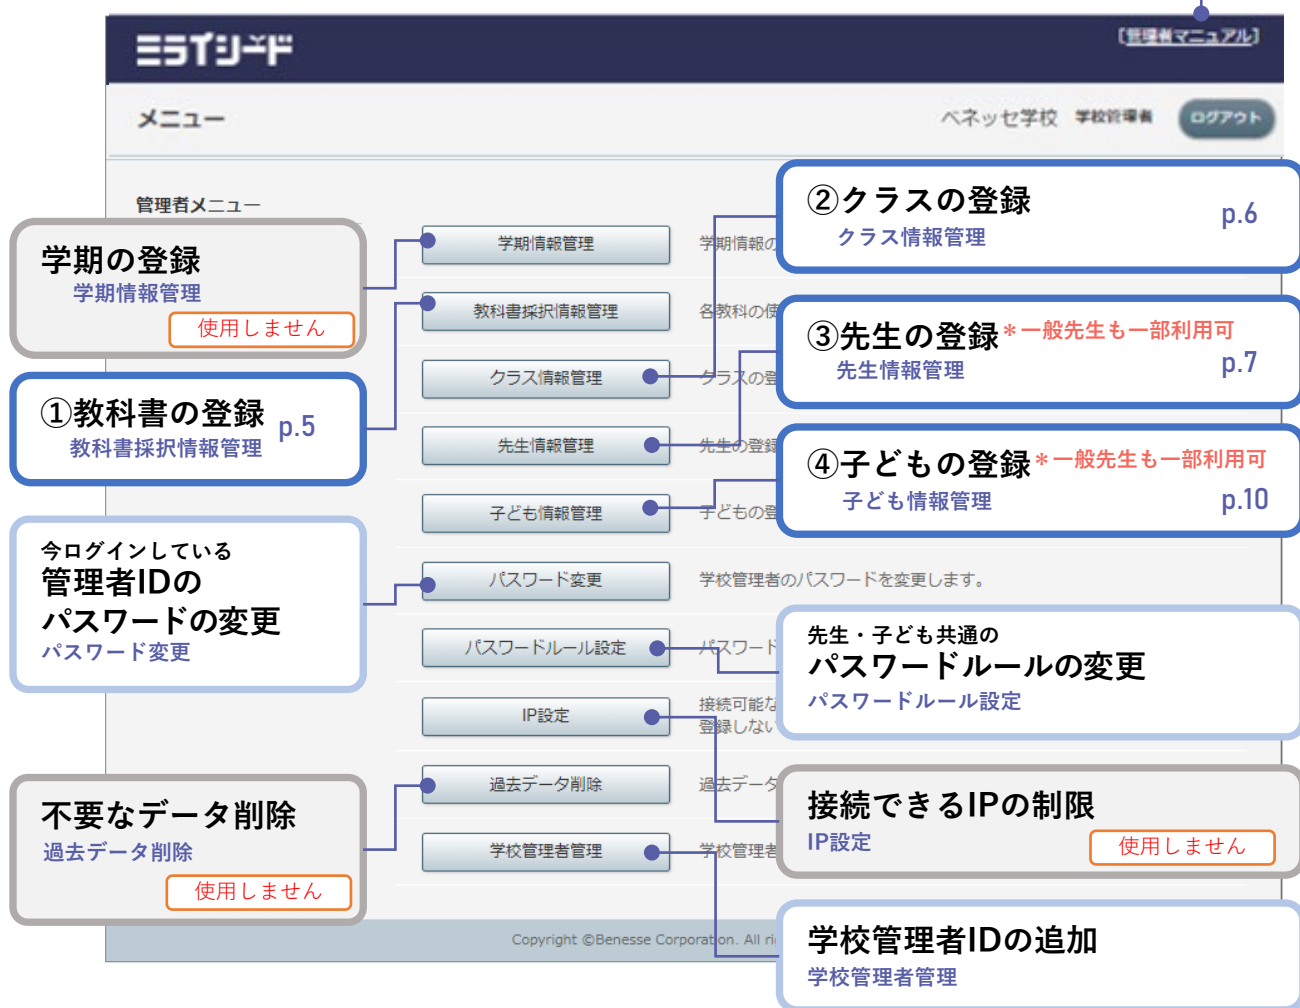 ミライシード
[管理者マニュアル]
メニュー
ベネッセ学校 学校管理者 ログアウト
管理者メニュー
学期の登録
学期情報管理
使用しません
①教科書の登録 p.5
教科書採択情報管理
今ログインしている
管理者IDの
パスワードの変更
パスワード変更
不要なデータ削除
過去データ削除
使用しません
学期情報管理 学期情報の
教科書採択情報管理 各教科の使
クラス情報管理 クラスの登
先生情報管理 先生の登録
子ども情報管理 子どもの登
パスワード変更 学校管理者のパスワードを変更します。
パスワードルール設定 パスワード
IP設定 接続可能な
登録しない
過去データ削除 過去データ
学校管理者管理 学校管理者
②クラスの登録 p.6
クラス情報管理
③先生の登録 *一般先生も一部利用可
先生情報管理 p.7
④子どもの登録 *一般先生も一部利用可
子ども情報管理 p.10
先生・子ども共通の
パスワードルールの変更
パスワードルール設定
接続できるIPの制限
IP設定
使用しません
学校管理者IDの追加
学校管理者管理
Copyright ©Benesse Corporation. All ri